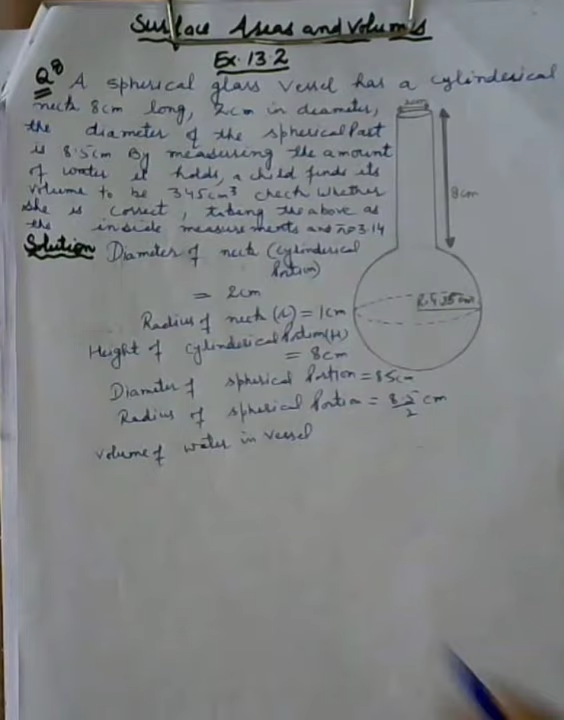 Surface Areas and Volumes
Ex. 13.2
Q8 A spherical glass vessel has a cylinderical
neck 8cm long, 2cm in diameter,
the diameter of the spherical Part
is 8.5cm By measuring the amount
of water it holds, a child finds its
volume to be 345cm³ check whether
she is correct, taking the above as
the inside measurements and π=3.14
8cm
Solution Diameter of neck (cylinderical
Portion)
= 2cm
Radius of neck (r) = 1cm
Height of cylinderical Portion (H)
= 8cm
Diameter of spherical Portion = 8.5cm
Radius of spherical Portion = 8.5/2 cm
Volume of water in vessel